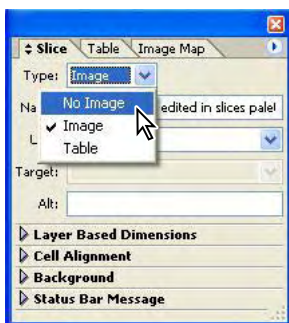 Slice Table Image Map
Type: Image
No Image
Na edited in slices palet
Image
L
Table
Target:
Alt:
Layer Based Dimensions
Cell Alignment
Background
Status Bar Message